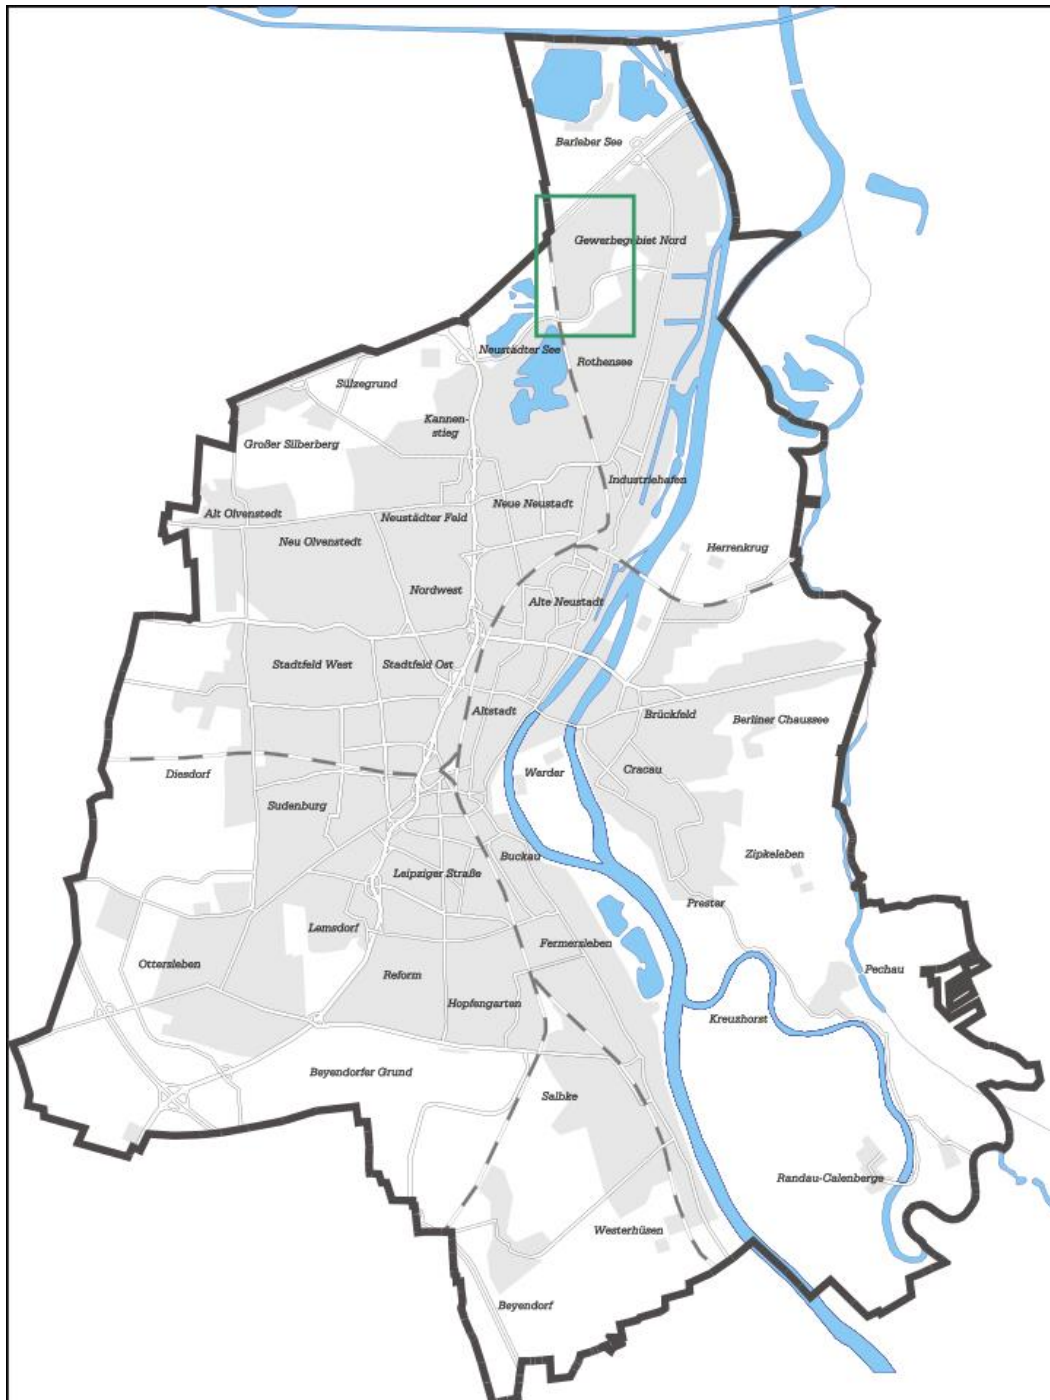 Barleber See
Gewerbegebiet Nord
Neustädter See
Rothensee
Sülzegrund
Kannen-
stieg
Großer Silberberg
Industriehafen
Neue Neustadt
Alt Olvenstedt
Neustädter Feld
Neu Olvenstedt
Herrenkrug
Nordwest
Alte Neustadt
Stadtfeld West
Stadtfeld Ost
Altstadt
Brückfeld
Berliner Chaussee
Werder
Cracau
Diesdorf
Sudenburg
Buckau
Zipkeleben
Leipziger Straße
Prester
Lemsdorf
Fermersleben
Ottersleben
Reform
Pechau
Hopfengarten
Kreuzhorst
Beyendorfer Grund
Salbke
Randau-Calenberge
Westerhüsen
Beyendorf